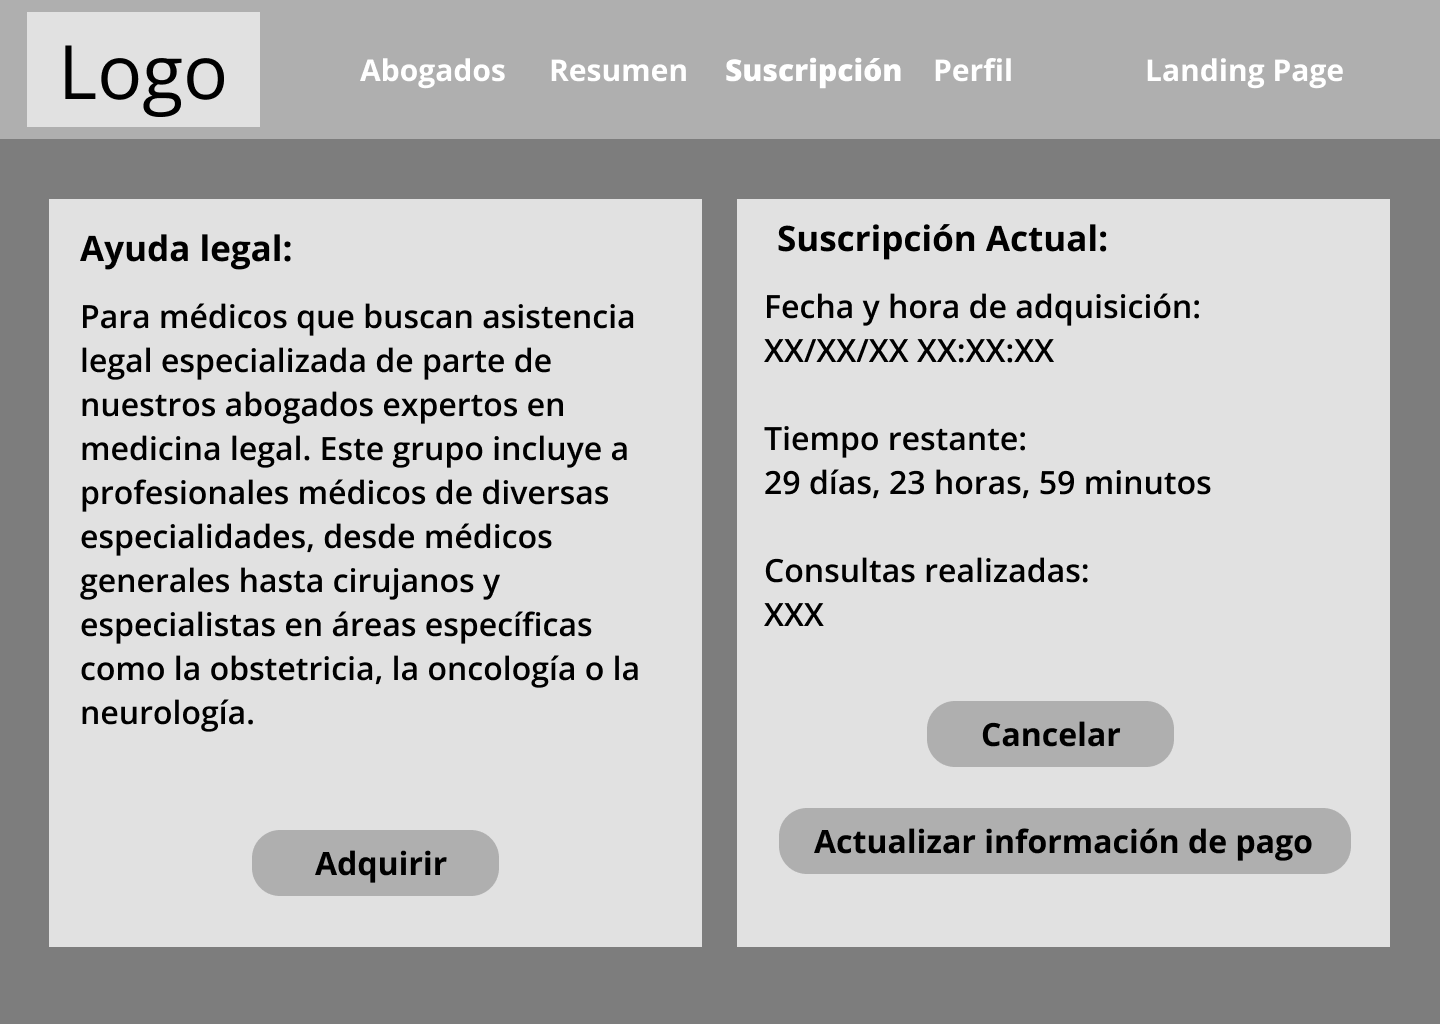 Logo
Abogados Resumen Suscripción Perfil Landing Page
Ayuda legal:
Para médicos que buscan asistencia
legal especializada de parte de
nuestros abogados expertos en
medicina legal. Este grupo incluye a
profesionales médicos de diversas
especialidades, desde médicos
generales hasta cirujanos y
especialistas en áreas específicas
como la obstetricia, la oncología o la
neurología.
Adquirir
Suscripción Actual:
Fecha y hora de adquisición:
XX/XX/XX XX:XX:XX
Tiempo restante:
29 días, 23 horas, 59 minutos
Consultas realizadas:
XXX
Cancelar
Actualizar información de pago